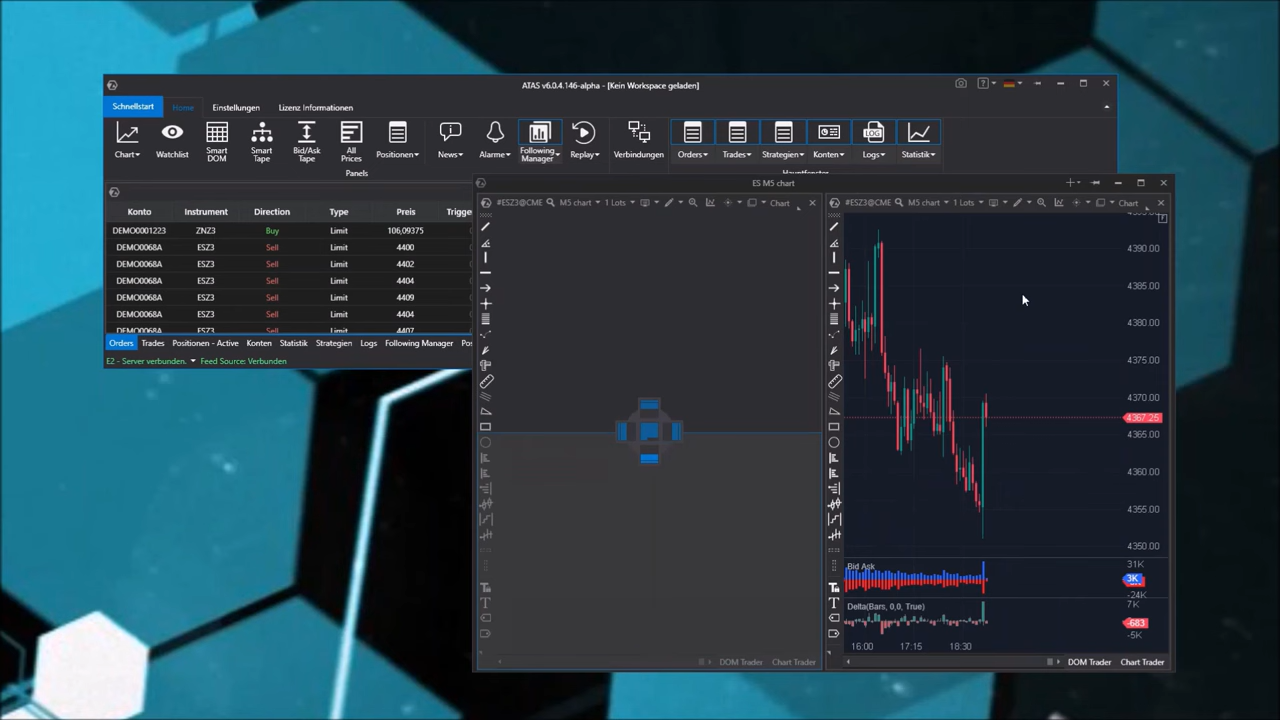 ATAS v6.0.4.146-alpha - [Kein Workspace geladen]
Schnellstart Home Einstellungen Lizenz Informationen
Chart Watchlist Smart DOM Smart Tape Bid/Ask Tape All Prices Positionen News Alarme Following Manager Replay Verbindungen Orders Trades Strategien Konten Logs Statistik
LOG
Panels
Konto Instrument Direction Type Preis Trigge
DEMO0001223 ZNZ3 Buy Limit 106,09375
DEMO0068A ESZ3 Sell Limit 4400
DEMO0068A ESZ3 Sell Limit 4402
DEMO0068A ESZ3 Sell Limit 4404
DEMO0068A ESZ3 Sell Limit 4409
DEMO0068A ESZ3 Sell Limit 4404
DEMO0068A ESZ3 Sell Limit 4407
Orders Trades Positionen - Active Konten Statistik Strategien Logs Following Manager Pos
E2 - Server verbunden. Feed Source: Verbunden
ES M5 chart
#ESZ3@CME M5 chart 1 Lots Chart
DOM Trader Chart Trader
#ESZ3@CME M5 chart 1 Lots Chart
F
4390.00
4385.00
4380.00
4375.00
4370.00
4367.25
4365.00
4360.00
4355.00
4350.00
Bid Ask
31K
3K
-24K
Delta(Bars, 0,0, True)
7K
-683
-5K
16:00 17:15 18:30
DOM Trader Chart Trader